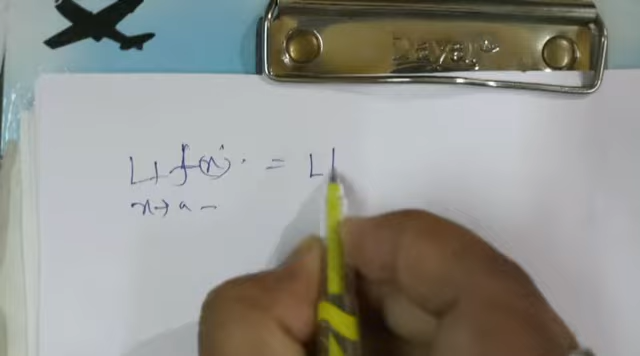 Dayal
Lt f(x) = Lt
x→a-